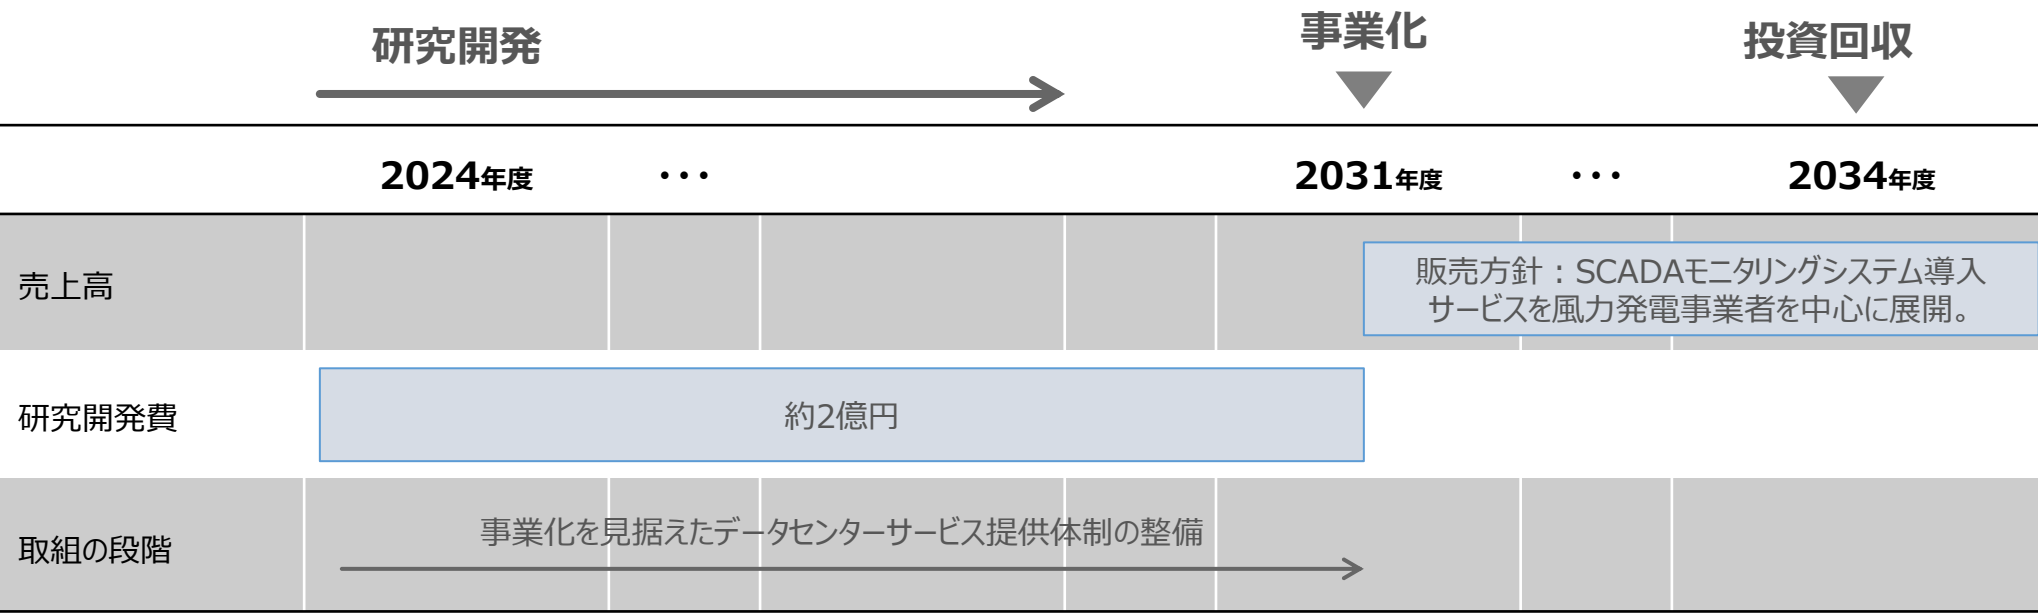 研究開発
事業化
投資回収
2024年度
・・・
2031年度
・・・
2034年度
売上高
販売方針：SCADAモニタリングシステム導入
サービスを風力発電事業者を中心に展開。
研究開発費
約2億円
取組の段階
事業化を見据えたデータセンターサービス提供体制の整備